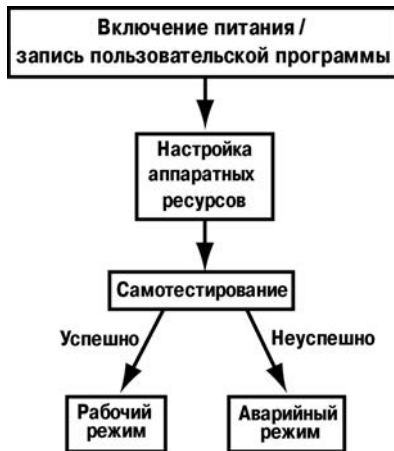 Включение питания /
запись пользовательской программы
Настройка
аппаратных
ресурсов
Самотестирование
Успешно
Неуспешно
Рабочий
режим
Аварийный
режим